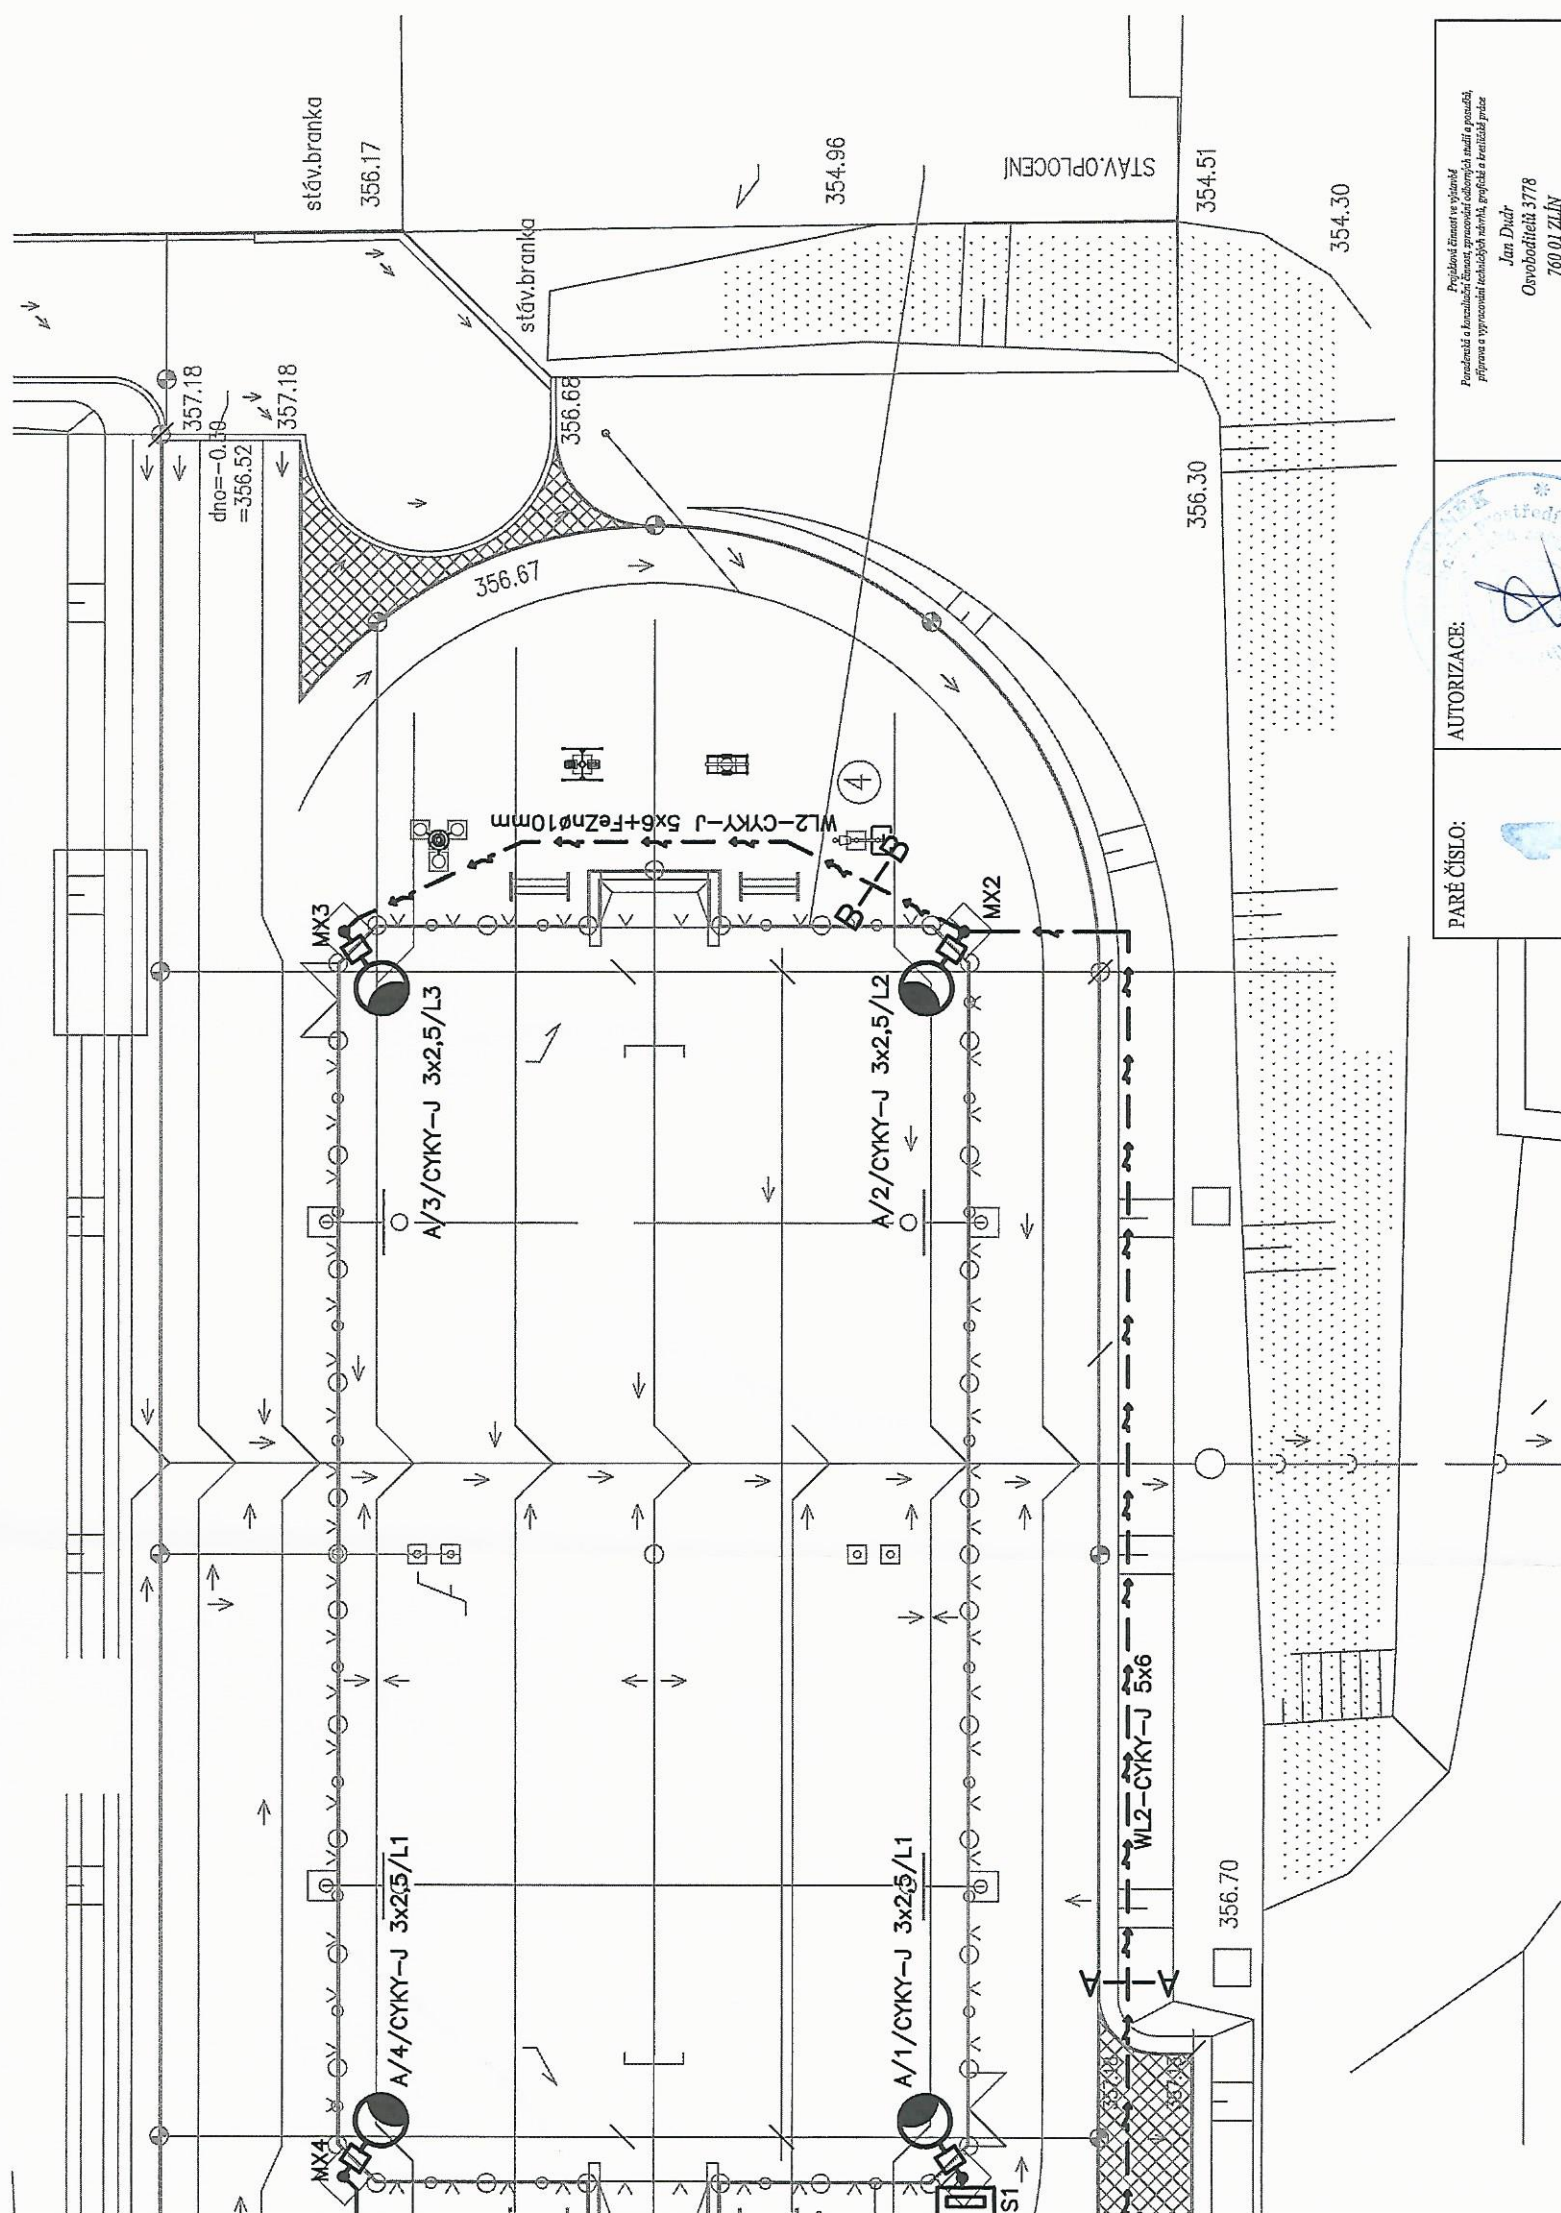 stáv.branka
356.17
354.96
STÁV.OPLOCENÍ
354.51
354.30
stáv.branka
357.18
dno=-0.30
=356.52
357.18
356.68
356.30
356.67
4
WL2-CYKY-J 5x6+FeZnø10mm
B
B
MX3
MX2
A/3/CYKY-J 3x2,5/L3
A/2/CYKY-J 3x2,5/L2
WL2-CYKY-J 5x6
A/4/CYKY-J 3x2,5/L1
A/1/CYKY-J 3x2,5/L1
356.70
A
A
MX4
S1
Projektová činnost ve výstavbě
Poradenská a konzultační činnost, zpracování odborných studií a posudků,
příprava a vypracování technických návrhů, grafické a kresličské práce
Jan Dudr
Osvoboditelů 3778
760 01 ZLÍN
AUTORIZACE:
PARÉ ČÍSLO: